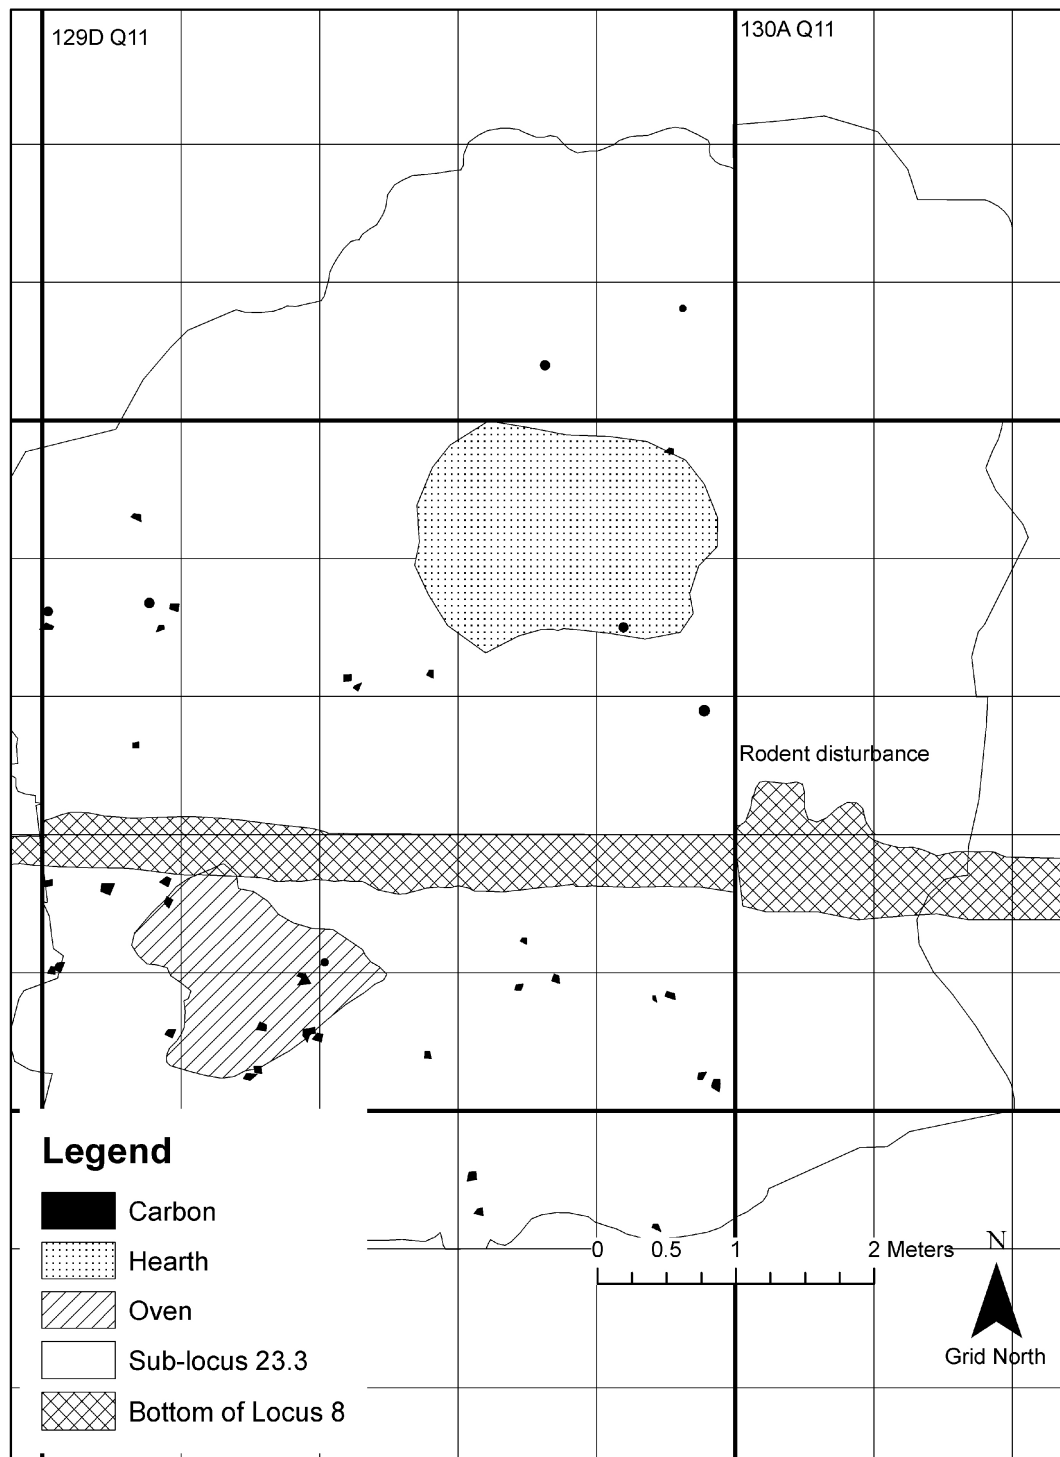 129D Q11
130A Q11
Rodent disturbance
Legend
Carbon
Hearth
Oven
Sub-locus 23.3
Bottom of Locus 8
0 0.5 1 2 Meters
N
Grid North